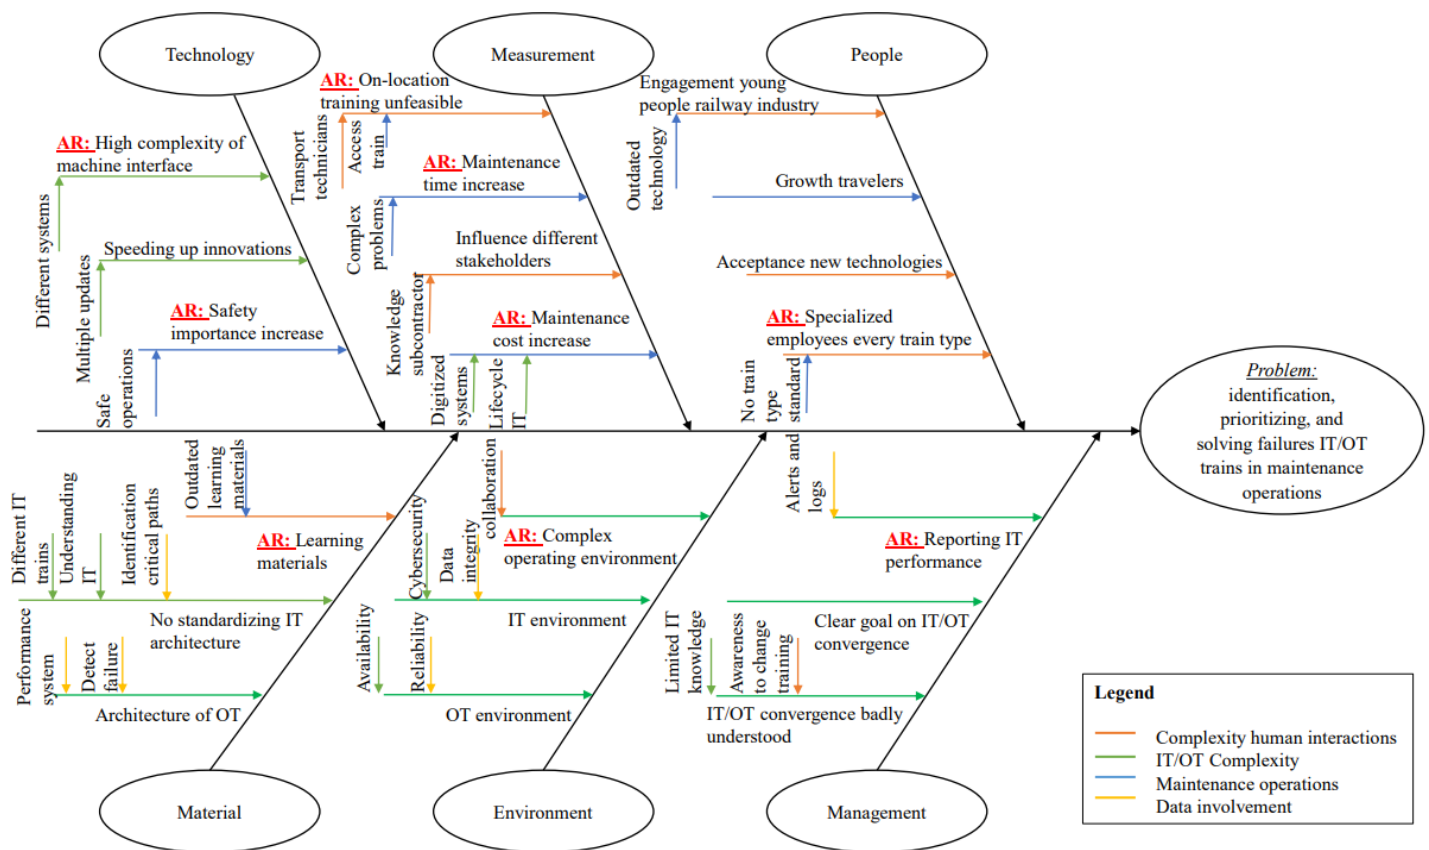 Technology
Measurement
People
AR: On-location
training unfeasible
Engagement young
people railway industry
Transport
technicians
Access
train
Outdated
technology
AR: High complexity of
machine interface
AR: Maintenance
time increase
Growth travelers
Different systems
Complex
problems
Speeding up innovations
Influence different
stakeholders
Acceptance new technologies
Multiple updates
Knowledge
subcontractor
AR: Safety
importance increase
AR: Maintenance
cost increase
AR: Specialized
employees every train type
Safe
operations
Digitized
systems
Lifecycle
IT
No train
type
standard
Problem:
identification,
prioritizing, and
solving failures IT/OT
trains in maintenance
operations
Outdated
learning
materials
collaboration
Alerts and
logs
AR: Learning
materials
AR: Complex
operating environment
AR: Reporting IT
performance
Different IT
trains
Understanding
IT
Identification
critical paths
Cybersecurity
Data
integrity
No standardizing IT
architecture
IT environment
Clear goal on IT/OT
convergence
Performance
system
Detect
failure
Availability
Reliability
Limited IT
knowledge
Awareness
to change
training
Architecture of OT
OT environment
IT/OT convergence badly
understood
Material
Environment
Management
Legend
Complexity human interactions
IT/OT Complexity
Maintenance operations
Data involvement